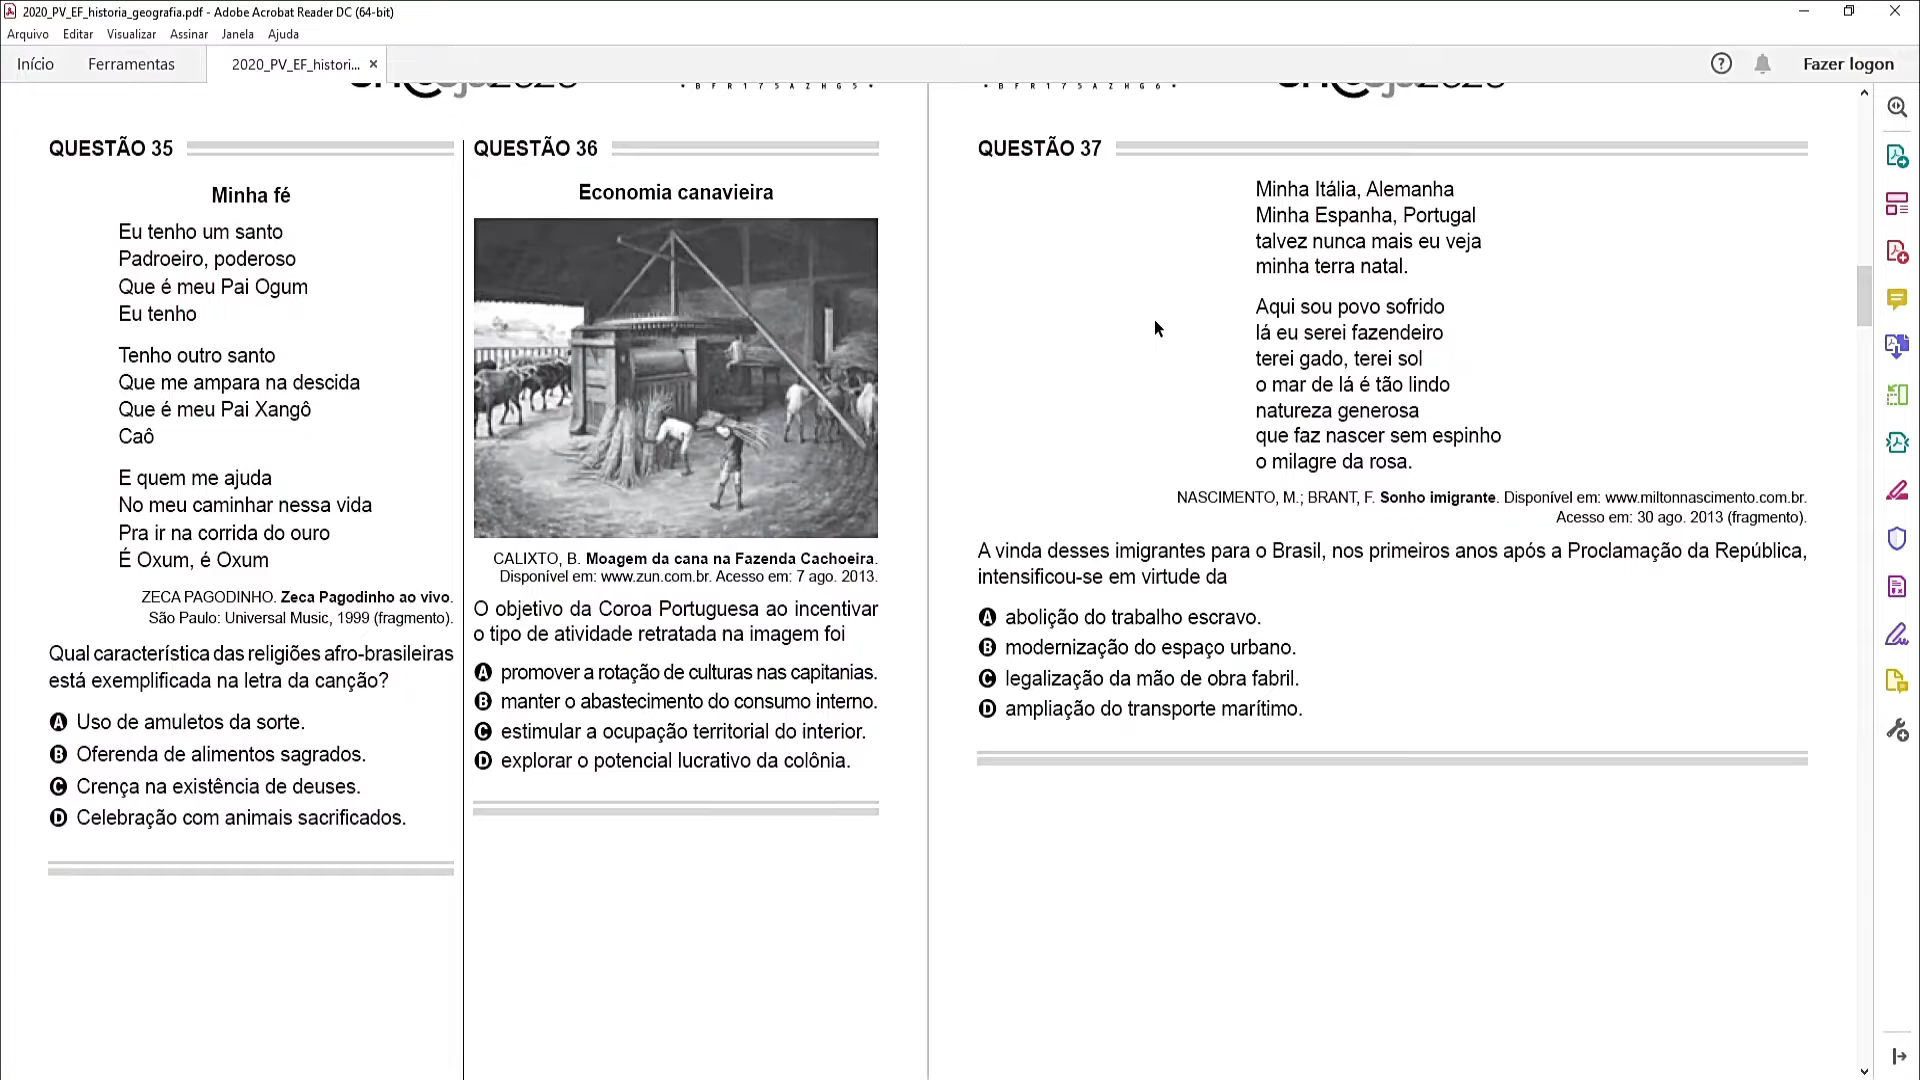 2020_PV_EF_historia_geografia.pdf - Adobe Acrobat Reader DC (64-bit)
Arquivo Editar Visualizar Assinar Janela Ajuda
Início Ferramentas 2020_PV_EF_histori... × Fazer logon
• B F R 1 7 5 A Z H G 5 •
• B F R 1 7 5 A Z H G 6 •
QUESTÃO 35
Minha fé
Eu tenho um santo
Padroeiro, poderoso
Que é meu Pai Ogum
Eu tenho
Tenho outro santo
Que me ampara na descida
Que é meu Pai Xangô
Caô
E quem me ajuda
No meu caminhar nessa vida
Pra ir na corrida do ouro
É Oxum, é Oxum
ZECA PAGODINHO. Zeca Pagodinho ao vivo.
São Paulo: Universal Music, 1999 (fragmento).
Qual característica das religiões afro-brasileiras
está exemplificada na letra da canção?
A Uso de amuletos da sorte.
B Oferenda de alimentos sagrados.
C Crença na existência de deuses.
D Celebração com animais sacrificados.
QUESTÃO 36
Economia canavieira
CALIXTO, B. Moagem da cana na Fazenda Cachoeira.
Disponível em: www.zun.com.br. Acesso em: 7 ago. 2013.
O objetivo da Coroa Portuguesa ao incentivar
o tipo de atividade retratada na imagem foi
A promover a rotação de culturas nas capitanias.
B manter o abastecimento do consumo interno.
C estimular a ocupação territorial do interior.
D explorar o potencial lucrativo da colônia.
QUESTÃO 37
Minha Itália, Alemanha
Minha Espanha, Portugal
talvez nunca mais eu veja
minha terra natal.
Aqui sou povo sofrido
lá eu serei fazendeiro
terei gado, terei sol
o mar de lá é tão lindo
natureza generosa
que faz nascer sem espinho
o milagre da rosa.
NASCIMENTO, M.; BRANT, F. Sonho imigrante. Disponível em: www.miltonnascimento.com.br.
Acesso em: 30 ago. 2013 (fragmento).
A vinda desses imigrantes para o Brasil, nos primeiros anos após a Proclamação da República,
intensificou-se em virtude da
A abolição do trabalho escravo.
B modernização do espaço urbano.
C legalização da mão de obra fabril.
D ampliação do transporte marítimo.